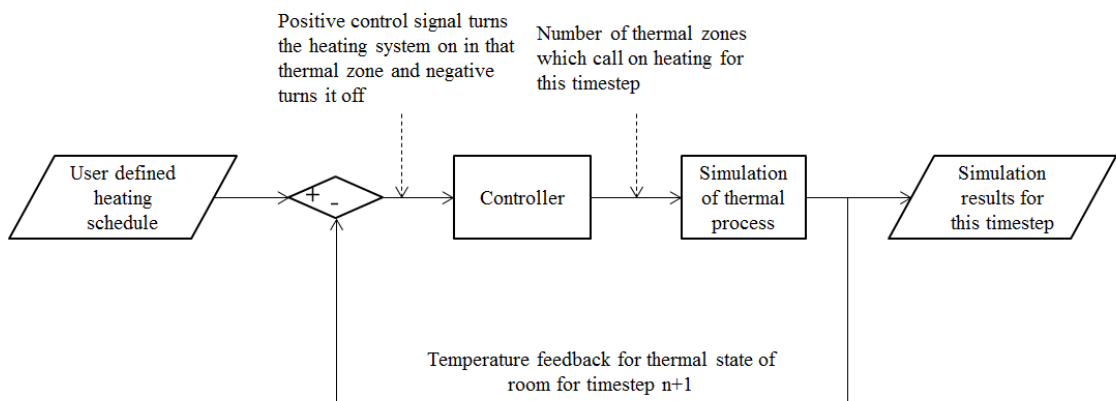 Positive control signal turns
the heating system on in that
thermal zone and negative
turns it off
Number of thermal zones
which call on heating for
this timestep
User defined
heating
schedule
+
-
Controller
Simulation
of thermal
process
Simulation
results for
this timestep
Temperature feedback for thermal state of
room for timestep n+1